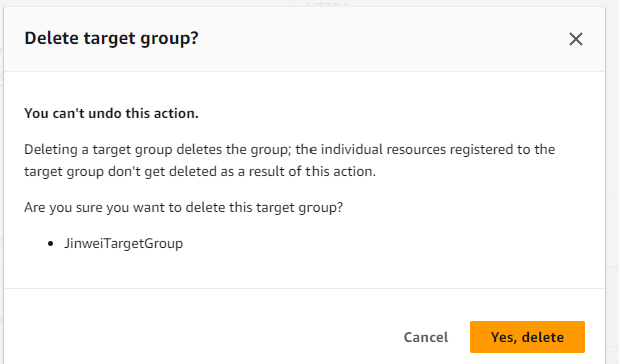 Delete target group?
You can't undo this action.
Deleting a target group deletes the group; the individual resources registered to the
target group don't get deleted as a result of this action.
Are you sure you want to delete this target group?
• JinweiTargetGroup
Cancel
Yes, delete